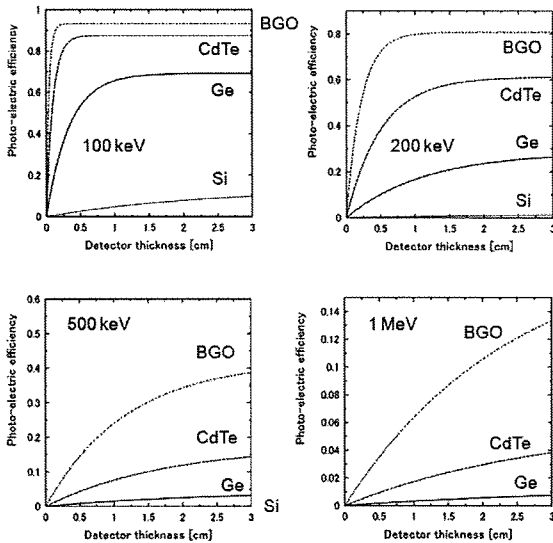 Photo-electric efficiency
1
0.8
0.6
0.4
0.2
0
BGO
CdTe
Ge
100 keV
Si
0 0.5 1 1.5 2 2.5 3
Detector thickness [cm]
Photo-electric efficiency
0.8
0.6
0.4
0.2
0
BGO
CdTe
Ge
200 keV
Si
0 0.5 1 1.5 2 2.5 3
Detector thickness [cm]
Photo-electric efficiency
0.6
0.5
0.4
0.3
0.2
0.1
0
500 keV
BGO
CdTe
Ge
Si
0 0.5 1 1.5 2 2.5 3
Detector thickness [cm]
Photo-electric efficiency
0.14
0.12
0.1
0.08
0.06
0.04
0.02
0
1 MeV
BGO
CdTe
Ge
0 0.5 1 1.5 2 2.5 3
Detector thickness [cm]